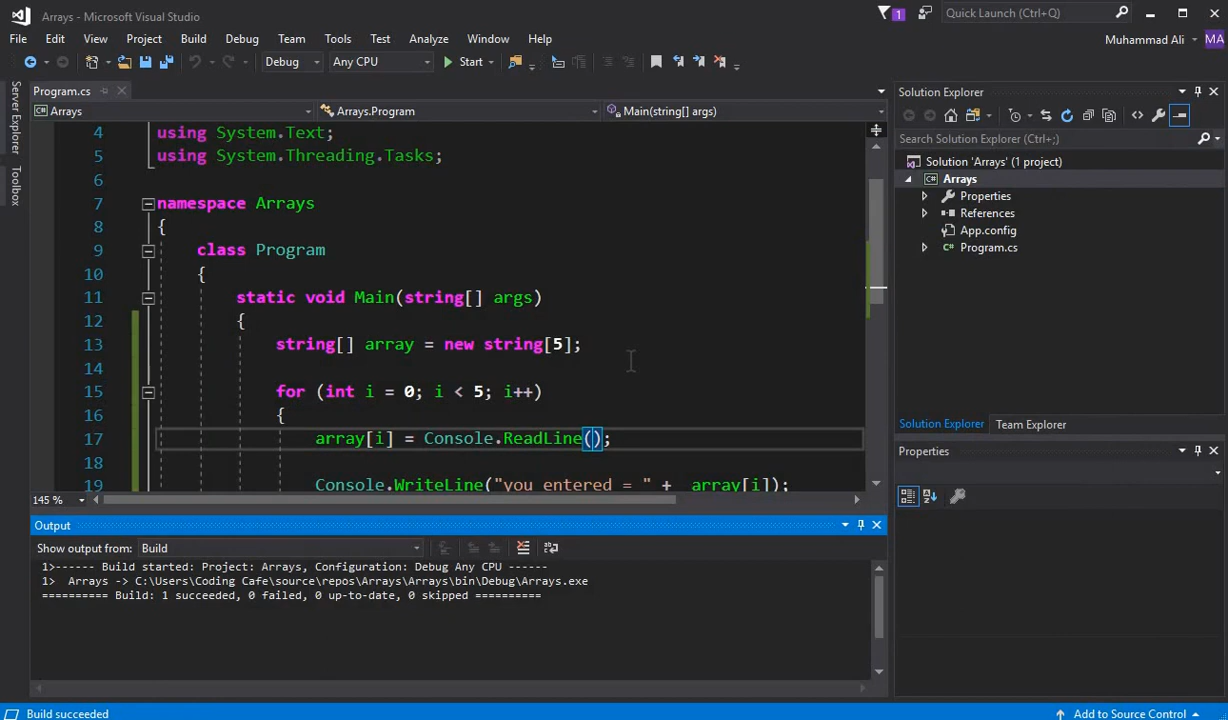 Arrays - Microsoft Visual Studio
1
Quick Launch (Ctrl+Q)
File Edit View Project Build Debug Team Tools Test Analyze Window Help
Muhammad Ali
MA
Debug
Any CPU
Start
Server Explorer
Toolbox
Program.cs
Arrays
Arrays.Program
Main(string[] args)
4 using System.Text;
5 using System.Threading.Tasks;
6
7 namespace Arrays
8 {
9 class Program
10 {
11 static void Main(string[] args)
12 {
13 string[] array = new string[5];
14
15 for (int i = 0; i < 5; i++)
16 {
17 array[i] = Console.ReadLine();
18
19 Console.WriteLine("you entered = " + array[i]);
145 %
Output
Show output from: Build
1>------ Build started: Project: Arrays, Configuration: Debug Any CPU ------
1> Arrays -> C:\Users\Coding Cafe\source\repos\Arrays\Arrays\bin\Debug\Arrays.exe
========== Build: 1 succeeded, 0 failed, 0 up-to-date, 0 skipped ==========
Solution Explorer
Search Solution Explorer (Ctrl+;)
Solution 'Arrays' (1 project)
C# Arrays
Properties
References
App.config
C# Program.cs
Solution Explorer Team Explorer
Properties
Build succeeded
Add to Source Control